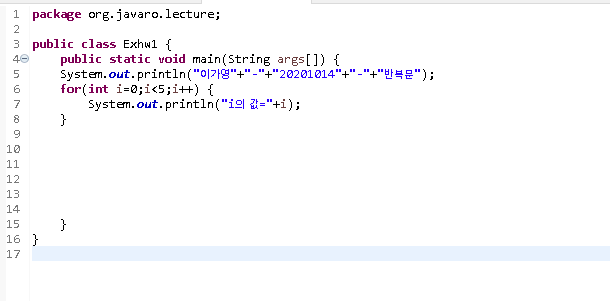 1 package org.javaro.lecture;
2
3 public class Exhw1 {
4 public static void main(String args[]) {
5 System.out.println("이가영"+"-"+"20201014"+"-"+"반복문");
6 for(int i=0;i<5;i++) {
7 System.out.println("i의 값="+i);
8 }
9
10
11
12
13
14
15 }
16 }
17